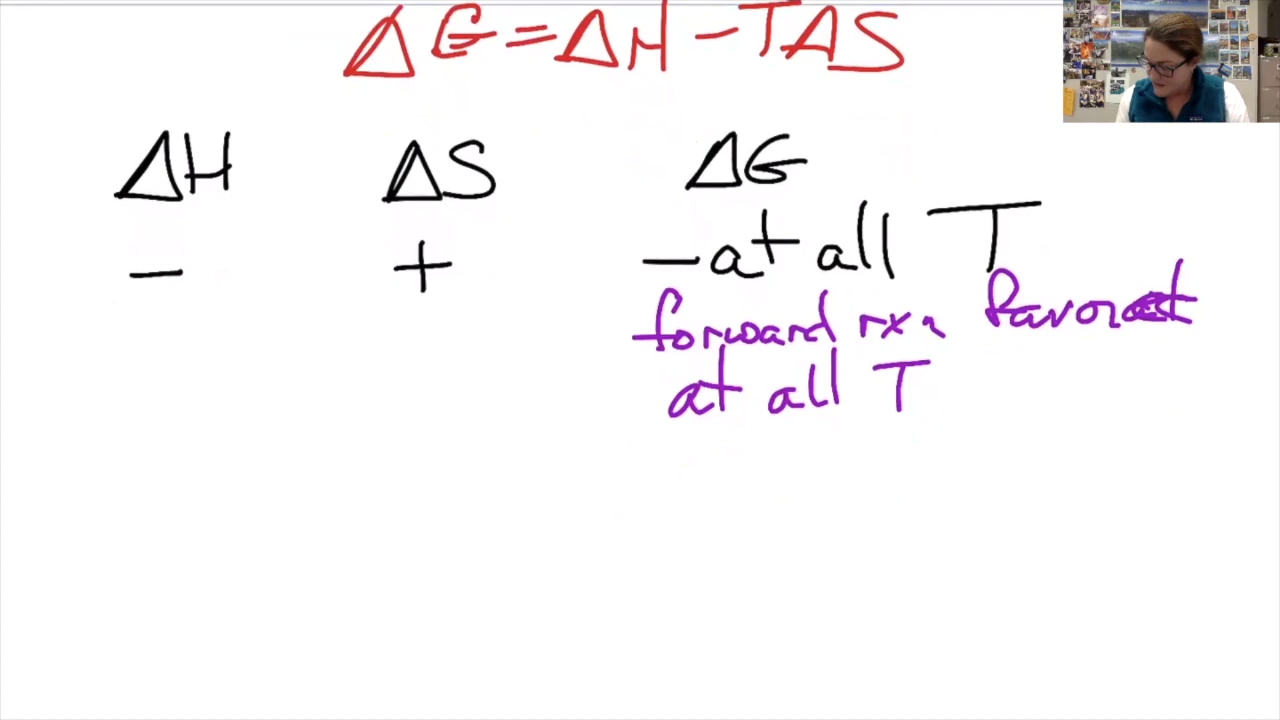 ΔG=ΔH-TΔS
ΔH ΔS ΔG
- + - at all T
forward rxn favored
at all T